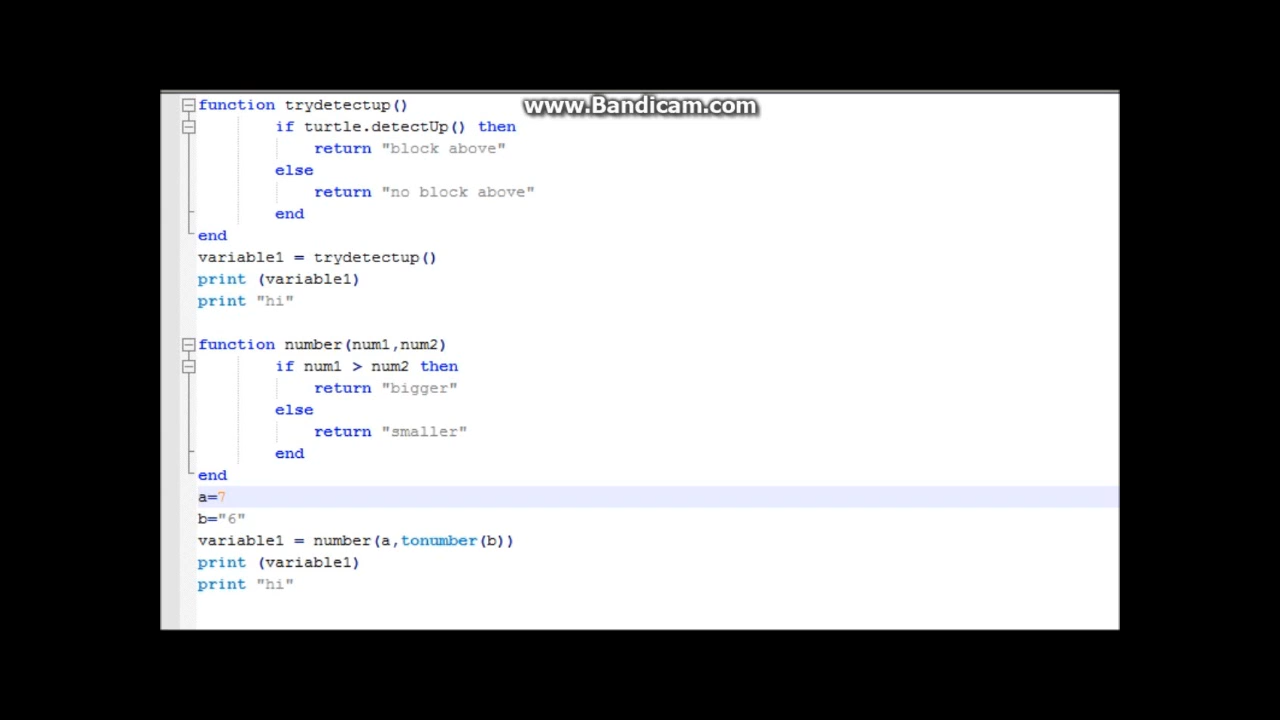 www.Bandicam.com
function trydetectup()
if turtle.detectUp() then
return "block above"
else
return "no block above"
end
end
variable1 = trydetectup()
print (variable1)
print "hi"
function number(num1,num2)
if num1 > num2 then
return "bigger"
else
return "smaller"
end
end
a=7
b="6"
variable1 = number(a,tonumber(b))
print (variable1)
print "hi"